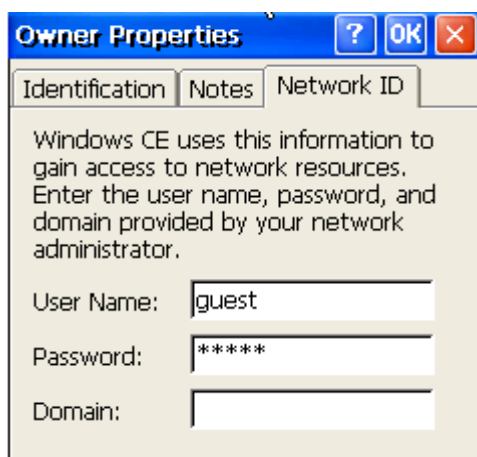 Owner Properties ? OK ×
Identification Notes Network ID
Windows CE uses this information to
gain access to network resources.
Enter the user name, password, and
domain provided by your network
administrator.
User Name: guest
Password: *****
Domain: